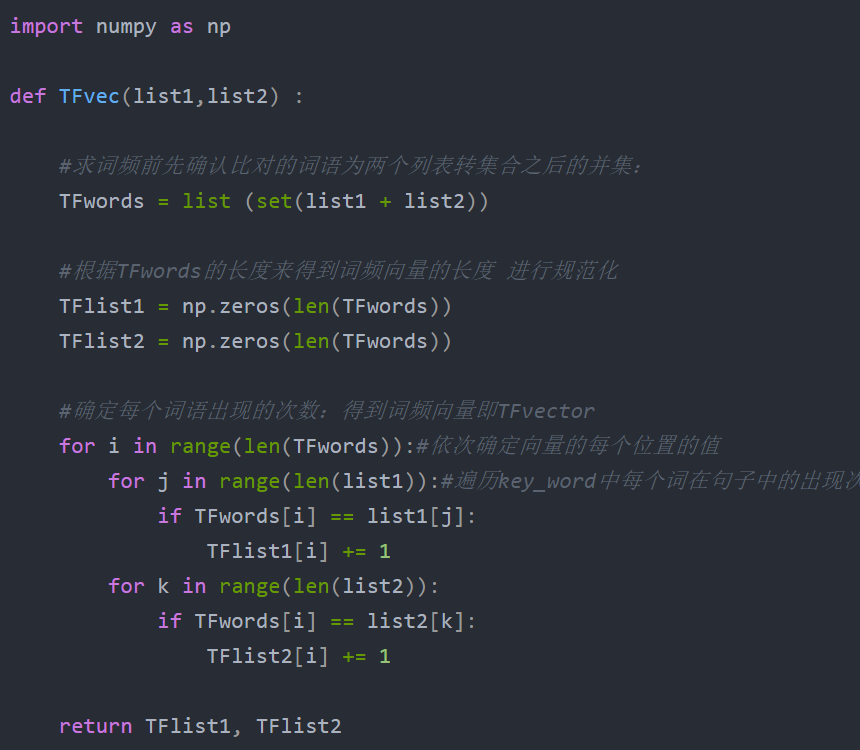 import numpy as np
def TFvec(list1,list2) :
#求词频前先确认比对的词语为两个列表转集合之后的并集：
TFwords = list (set(list1 + list2))
#根据TFwords的长度来得到词频向量的长度 进行规范化
TFlist1 = np.zeros(len(TFwords))
TFlist2 = np.zeros(len(TFwords))
#确定每个词语出现的次数：得到词频向量即TFvector
for i in range(len(TFwords)):#依次确定向量的每个位置的值
for j in range(len(list1)):#遍历key_word中每个词在句子中的出现次
if TFwords[i] == list1[j]:
TFlist1[i] += 1
for k in range(len(list2)):
if TFwords[i] == list2[k]:
TFlist2[i] += 1
return TFlist1, TFlist2